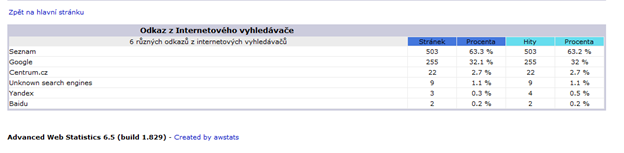 Zpět na hlavní stránku
Odkaz z Internetového vyhledávače
6 různých odkazů z internetových vyhledávačů Stránek Procenta Hity Procenta
Seznam 503 63.3 % 503 63.2 %
Google 255 32.1 % 255 32 %
Centrum.cz 22 2.7 % 22 2.7 %
Unknown search engines 9 1.1 % 9 1.1 %
Yandex 3 0.3 % 4 0.5 %
Baidu 2 0.2 % 2 0.2 %
Advanced Web Statistics 6.5 (build 1.829) - Created by awstats